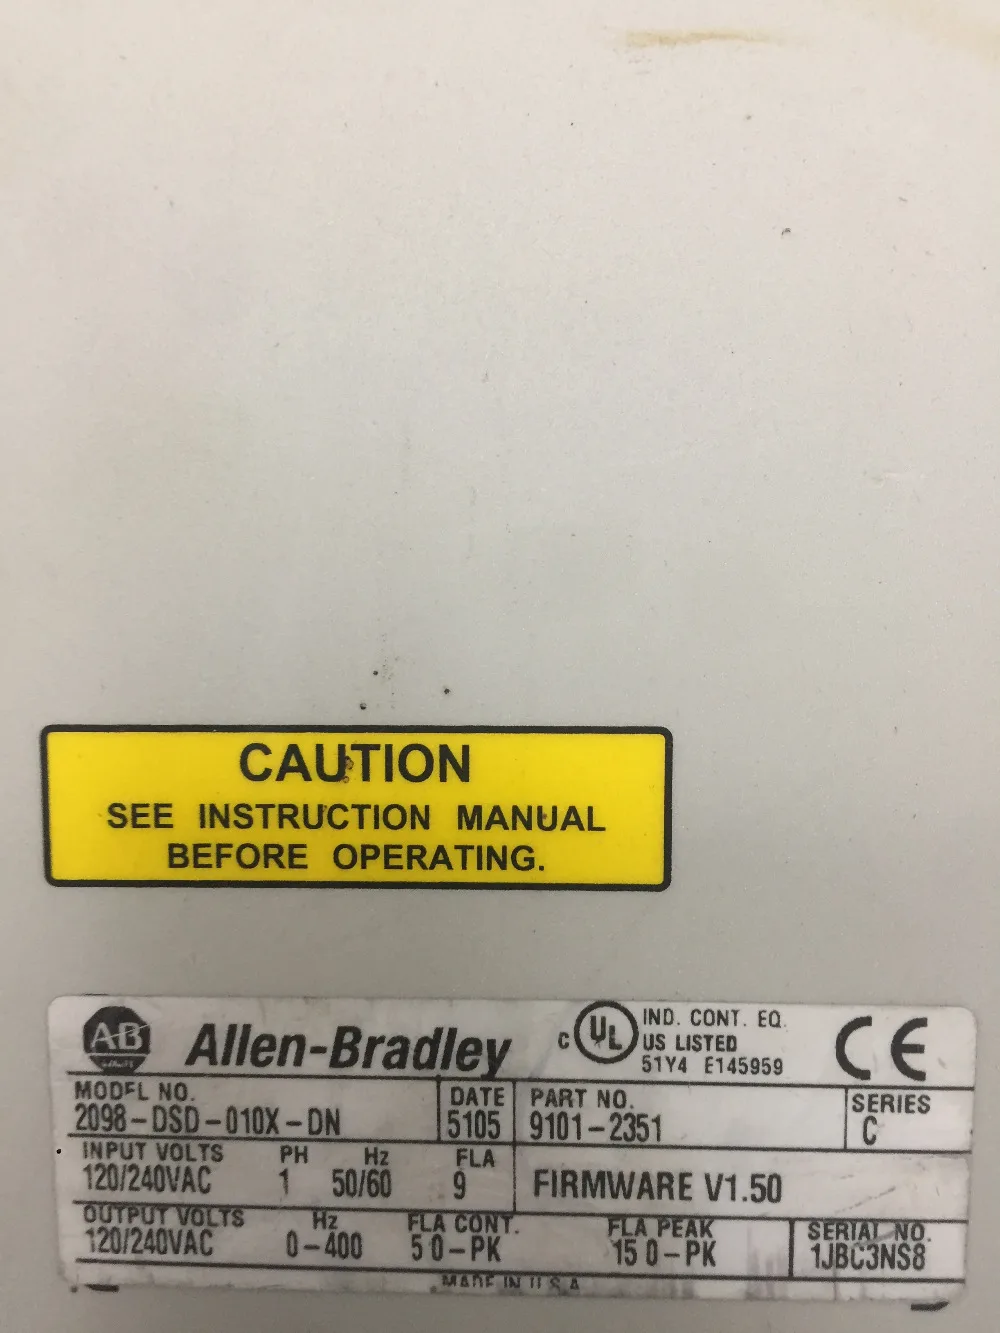 CAUTION
SEE INSTRUCTION MANUAL
BEFORE OPERATING.
AB Allen-Bradley
c UL IND. CONT. EQ.
US LISTED
51Y4 E145959
CE
MODEL NO. DATE PART NO. SERIES
2098-DSD-010X-DN 5105 9101-2351 C
INPUT VOLTS PH Hz FLA
120/240VAC 1 50/60 9 FIRMWARE V1.50
OUTPUT VOLTS Hz FLA CONT. FLA PEAK SERIAL NO.
120/240VAC 0-400 5 0-PK 15 0-PK 1JBC3NS8
MADE IN U.S.A